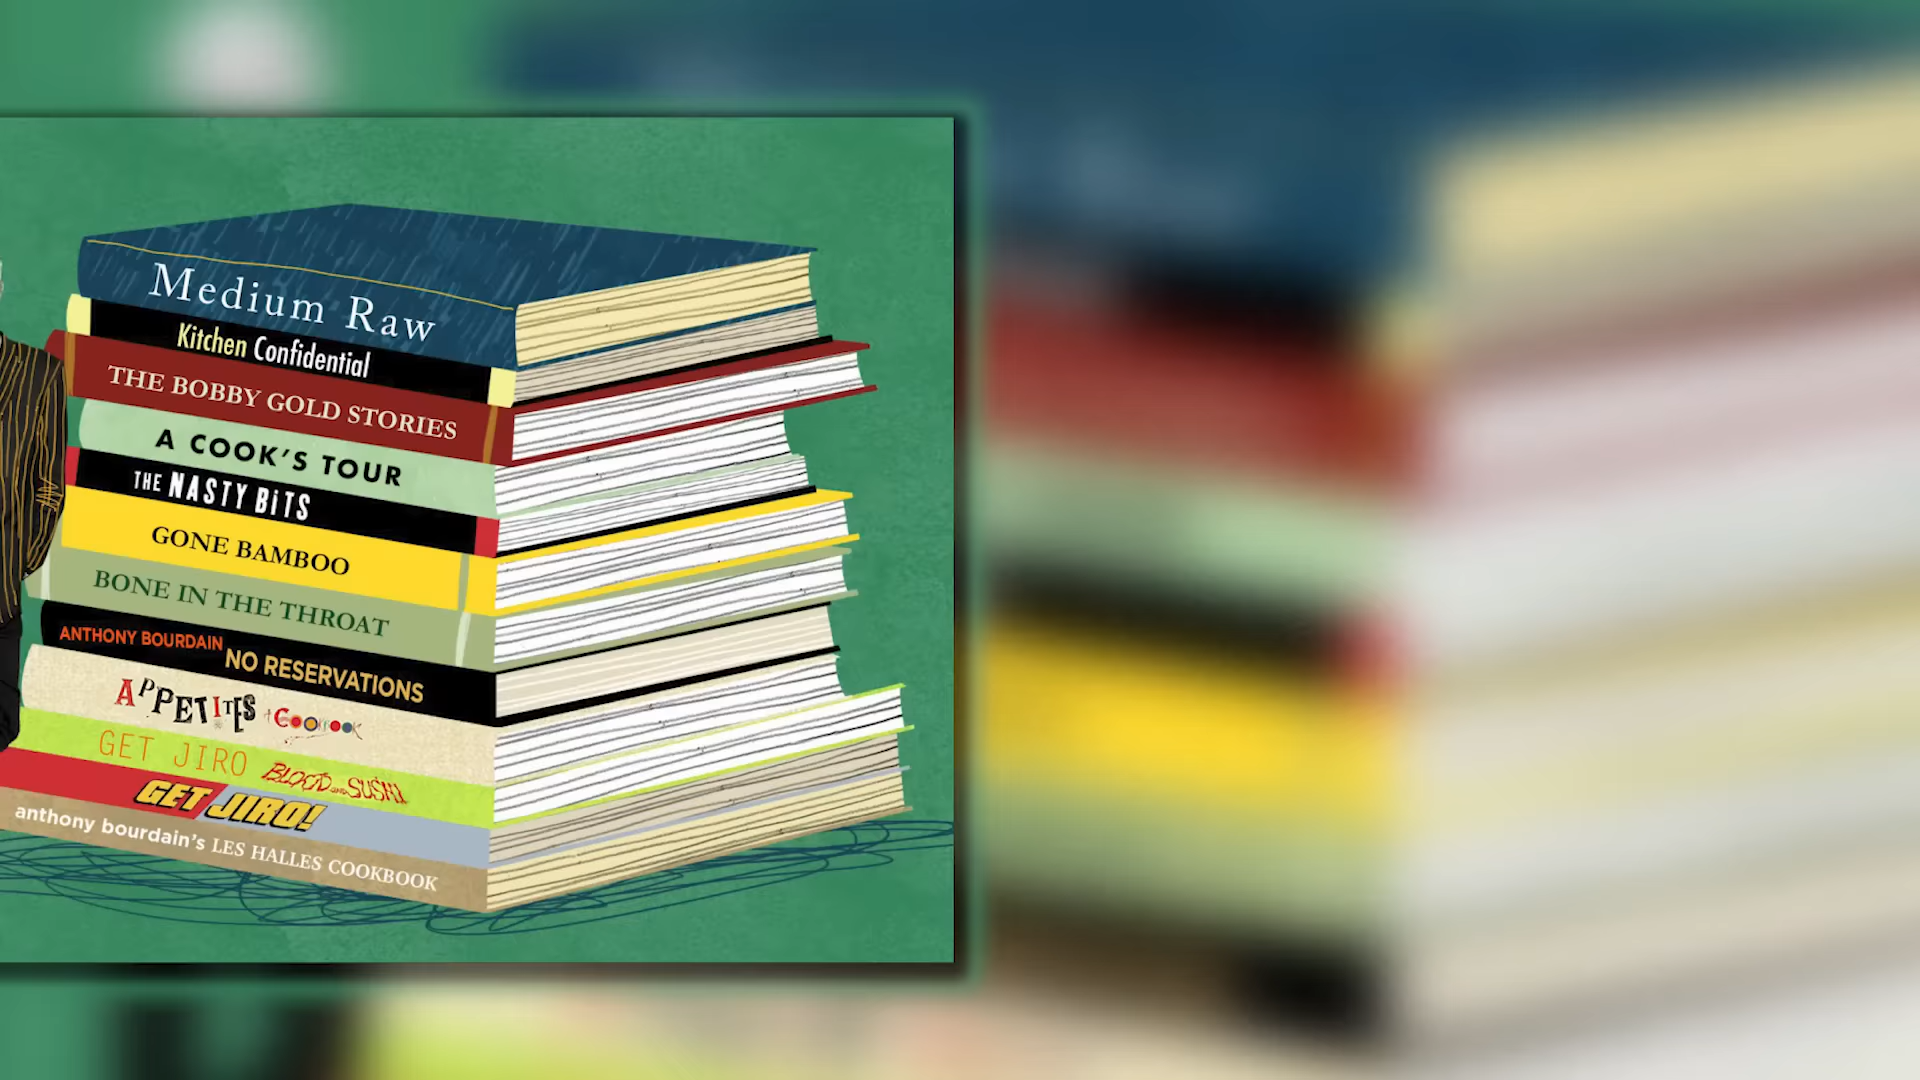 Medium Raw
Kitchen Confidential
THE BOBBY GOLD STORIES
A COOK'S TOUR
THE NASTY BiTS
GONE BAMBOO
BONE IN THE THROAT
ANTHONY BOURDAIN NO RESERVATIONS
APPETITES A COOKBOOK
GET JIRO BLOOD AND SUSHI
GET JIRO!
anthony bourdain's LES HALLES COOKBOOK